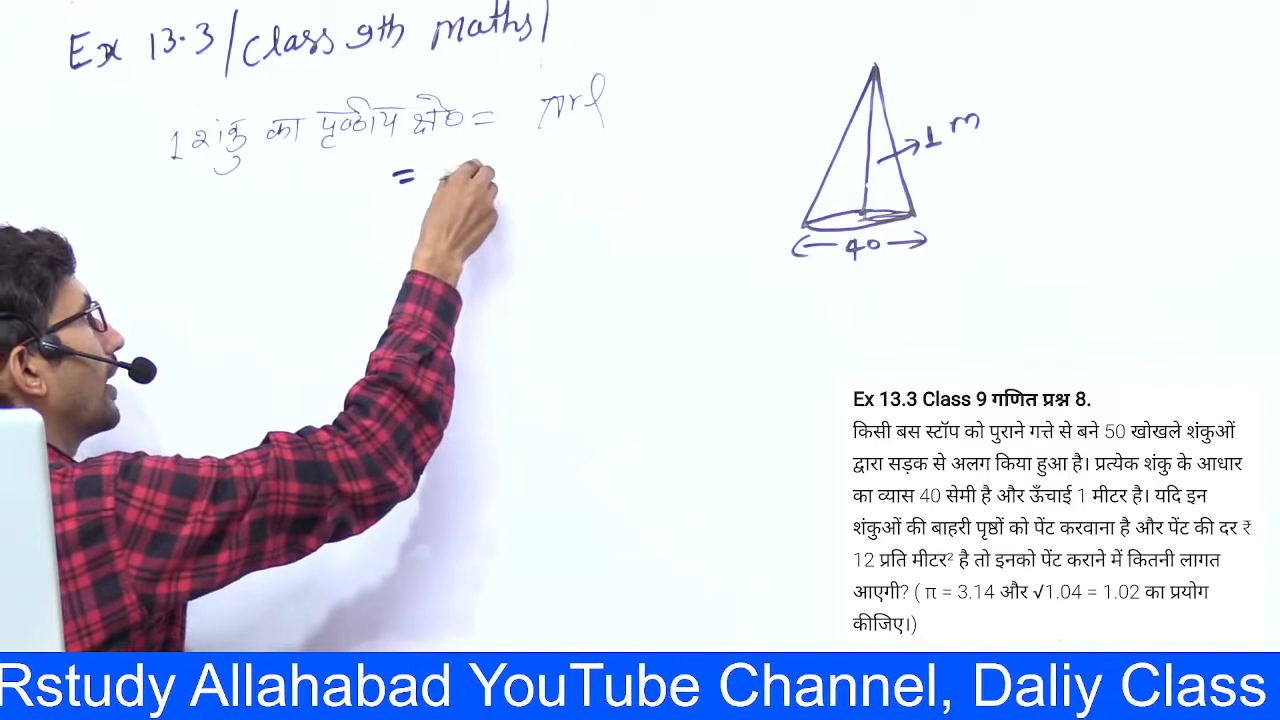 Ex 13.3 / Class 9th maths /
1 शंकु का पृष्ठीय क्षे० = πrl
=
1 m
40
Ex 13.3 Class 9 गणित प्रश्न 8.
किसी बस स्टॉप को पुराने गत्ते से बने 50 खोखले शंकुओं
द्वारा सड़क से अलग किया हुआ है। प्रत्येक शंकु के आधार
का व्यास 40 सेमी है और ऊँचाई 1 मीटर है। यदि इन
शंकुओं की बाहरी पृष्ठों को पेंट करवाना है और पेंट की दर ₹
12 प्रति मीटर² है तो इनको पेंट कराने में कितनी लागत
आएगी? ( π = 3.14 और √1.04 = 1.02 का प्रयोग
कीजिए।)
Rstudy Allahabad YouTube Channel, Daliy Class